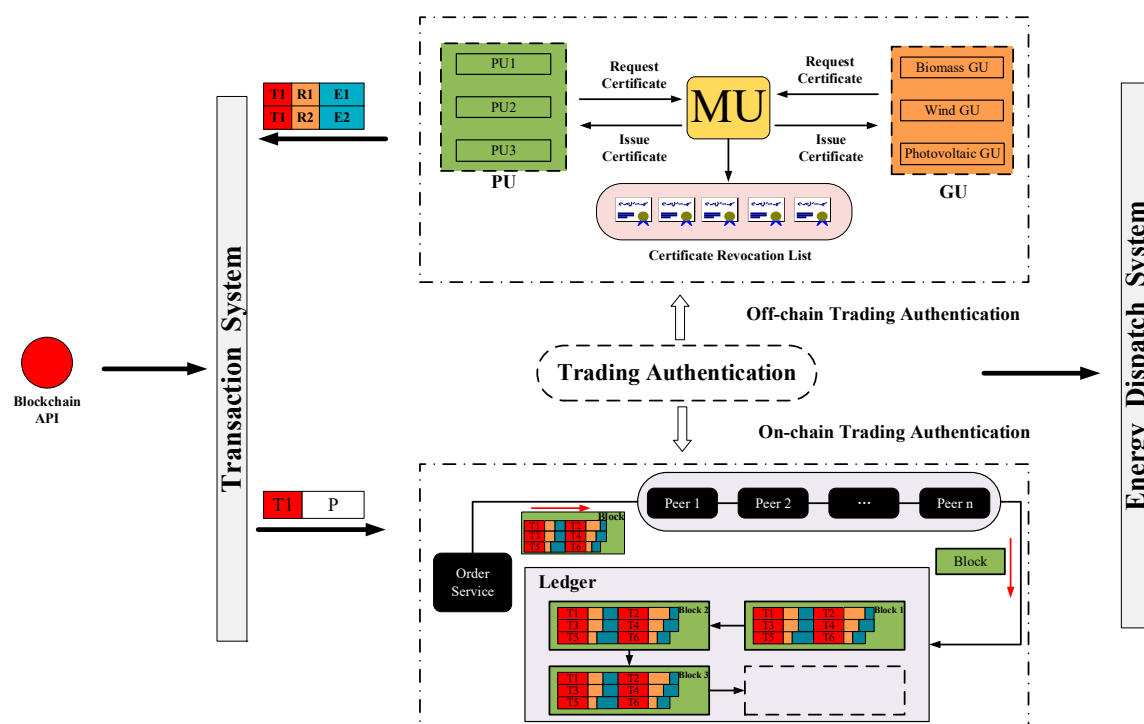 PU1
PU2
PU3
PU
Request
Certificate
Issue
Certificate
MU
Request
Certificate
Issue
Certificate
Biomass GU
Wind GU
Photovoltaic GU
GU
Certificate Revocation List
T1 R1 E1
T1 R2 E2
Transaction System
Blockchain
API
Off-chain Trading Authentication
Trading Authentication
On-chain Trading Authentication
Energy Dispatch System
T1 P
Peer 1
Peer 2
...
Peer n
Block
T1 T2
T3 T4
T5 T6
Order
Service
Block
Ledger
Block 2
T1 T2
T3 T4
T5 T6
Block 1
T1 T2
T3 T4
T5 T6
Block 3
T1 T2
T3 T4
T5 T6